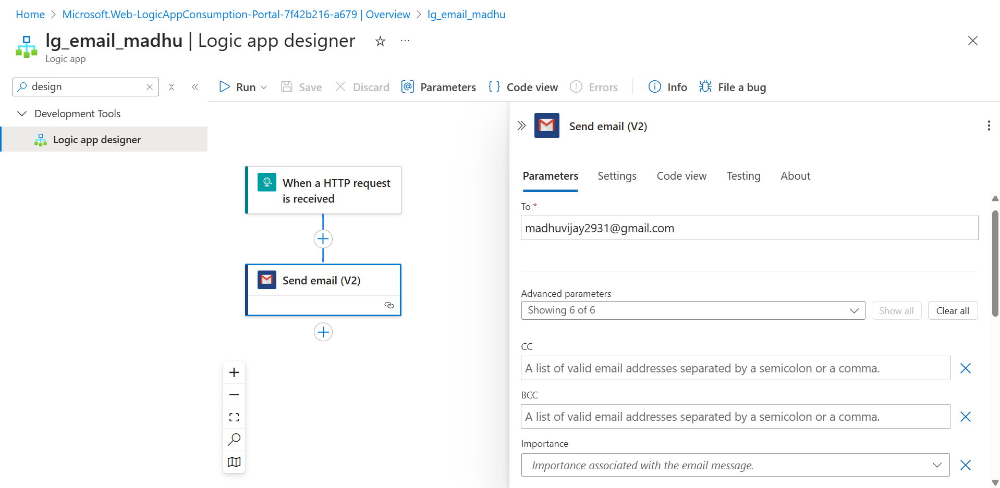 Home > Microsoft.Web-LogicAppConsumption-Portal-7f42b216-a679 | Overview > lg_email_madhu
lg_email_madhu | Logic app designer
Logic app
design
Development Tools
Logic app designer
Run Save Discard Parameters Code view Errors Info File a bug
When a HTTP request
is received
Send email (V2)
Send email (V2)
Parameters Settings Code view Testing About
To *
madhuvijay2931@gmail.com
Advanced parameters
Showing 6 of 6 Show all Clear all
CC
A list of valid email addresses separated by a semicolon or a comma.
BCC
A list of valid email addresses separated by a semicolon or a comma.
Importance
Importance associated with the email message.